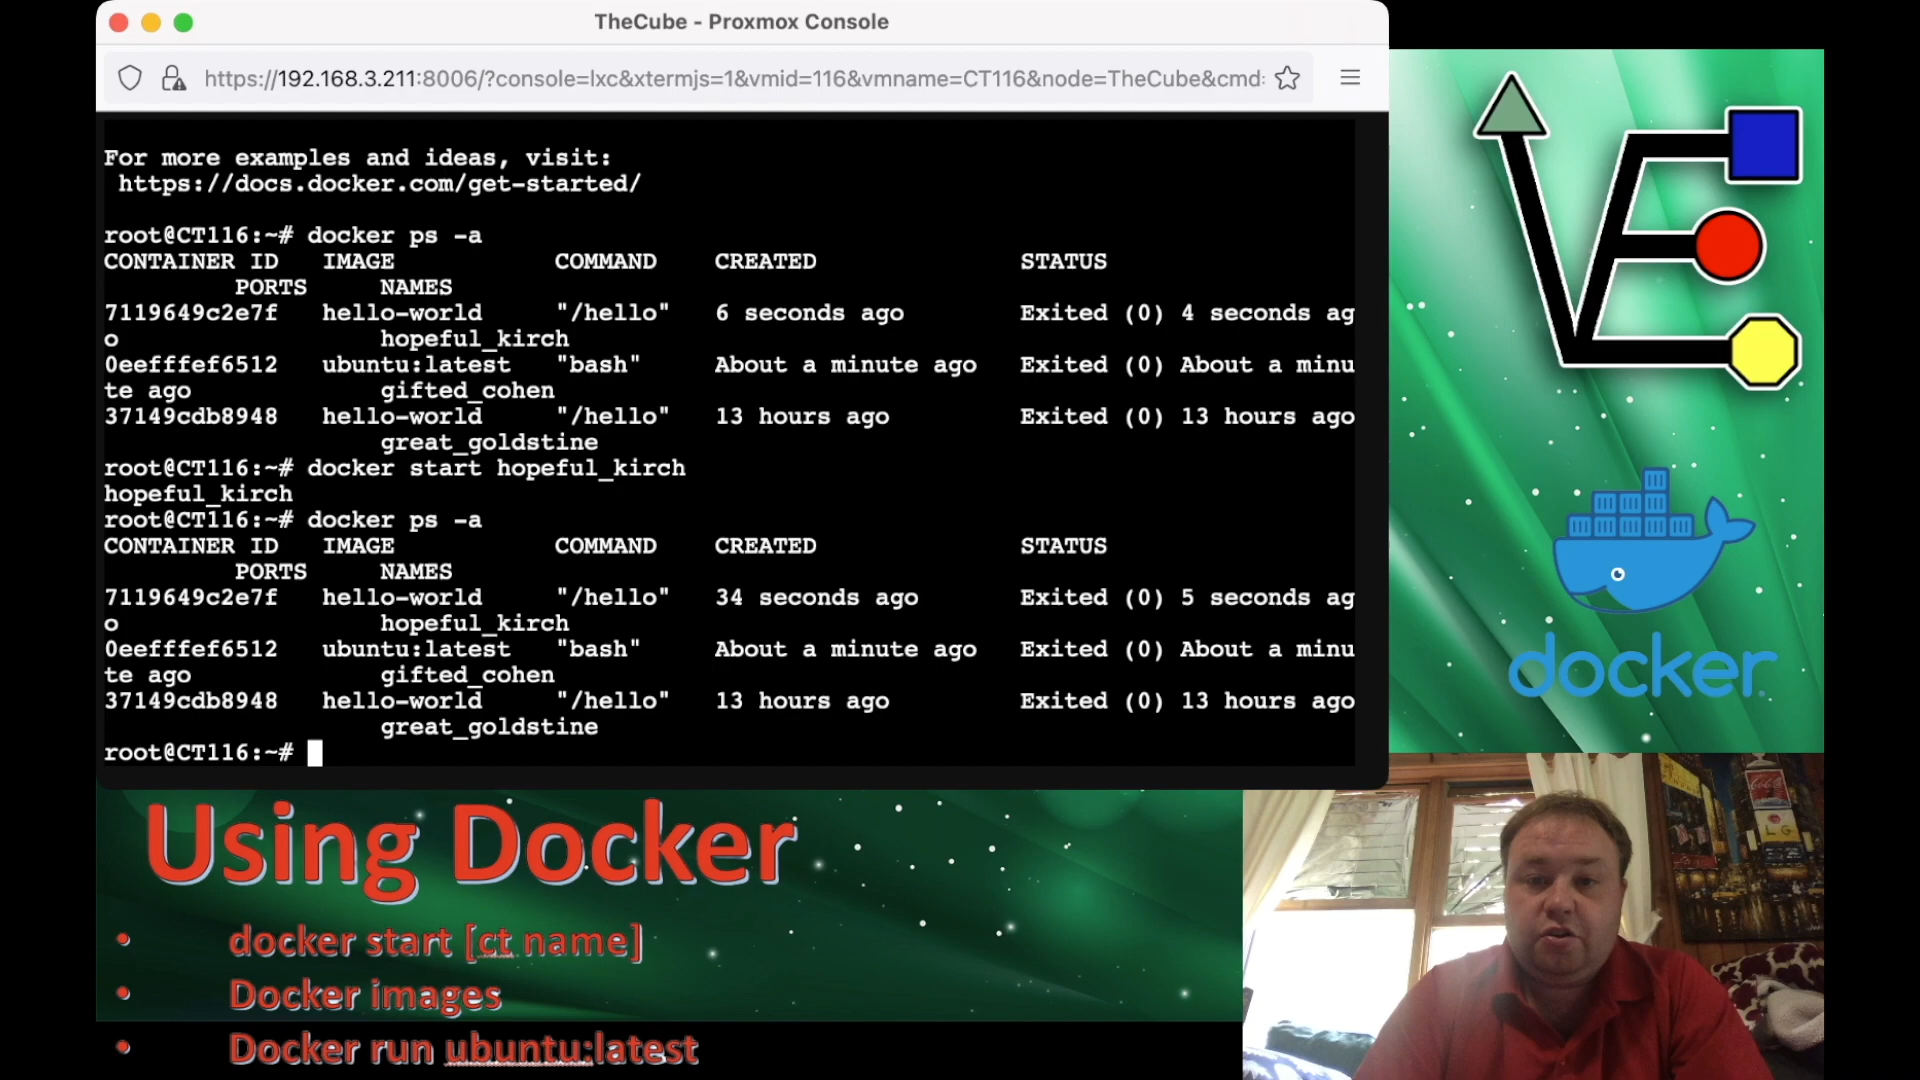 TheCube - Proxmox Console
https://192.168.3.211:8006/?console=lxc&xtermjs=1&vmid=116&vmname=CT116&node=TheCube&cmd:
For more examples and ideas, visit:
https://docs.docker.com/get-started/
root@CT116:~# docker ps -a
CONTAINER ID IMAGE COMMAND CREATED STATUS
PORTS NAMES
7119649c2e7f hello-world "/hello" 6 seconds ago Exited (0) 4 seconds ag
o hopeful_kirch
0eefffef6512 ubuntu:latest "bash" About a minute ago Exited (0) About a minu
te ago gifted_cohen
37149cdb8948 hello-world "/hello" 13 hours ago Exited (0) 13 hours ago
great_goldstine
root@CT116:~# docker start hopeful_kirch
hopeful_kirch
root@CT116:~# docker ps -a
CONTAINER ID IMAGE COMMAND CREATED STATUS
PORTS NAMES
7119649c2e7f hello-world "/hello" 34 seconds ago Exited (0) 5 seconds ag
o hopeful_kirch
0eefffef6512 ubuntu:latest "bash" About a minute ago Exited (0) About a minu
te ago gifted_cohen
37149cdb8948 hello-world "/hello" 13 hours ago Exited (0) 13 hours ago
great_goldstine
root@CT116:~#
docker
Using Docker
• docker start [ct name]
• Docker images
• Docker run ubuntu:latest
LG